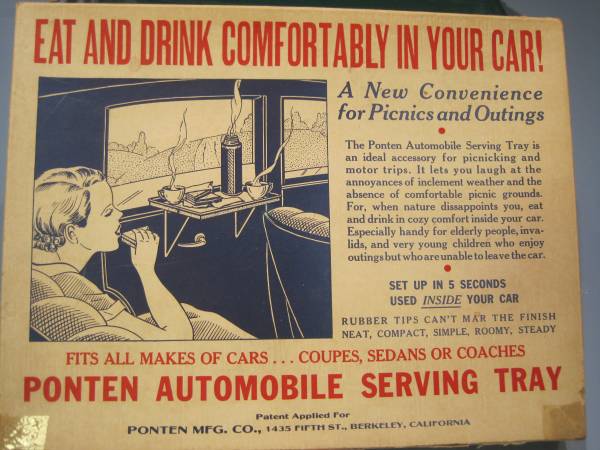 EAT AND DRINK COMFORTABLY IN YOUR CAR!
A New Convenience
for Picnics and Outings
The Ponten Automobile Serving Tray is
an ideal accessory for picnicking and
motor trips. It lets you laugh at the
annoyances of inclement weather and the
absence of comfortable picnic grounds.
For, when nature dissappoints you, eat
and drink in cozy comfort inside your car.
Especially handy for elderly people, inva-
lids, and very young children who enjoy
outings but who are unable to leave the car.
SET UP IN 5 SECONDS
USED INSIDE YOUR CAR
RUBBER TIPS CAN'T MAR THE FINISH
NEAT, COMPACT, SIMPLE, ROOMY, STEADY
FITS ALL MAKES OF CARS . . . COUPES, SEDANS OR COACHES
PONTEN AUTOMOBILE SERVING TRAY
Patent Applied For
PONTEN MFG. CO., 1435 FIFTH ST., BERKELEY, CALIFORNIA